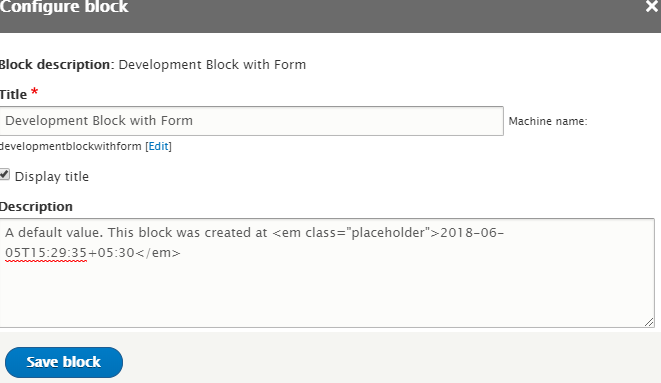 Configure block
×
Block description: Development Block with Form
Title *
Development Block with Form
Machine name:
developmentblockwithform [Edit]
Display title
Description
A default value. This block was created at <em class="placeholder">2018-06-
05T15:29:35+05:30</em>
Save block